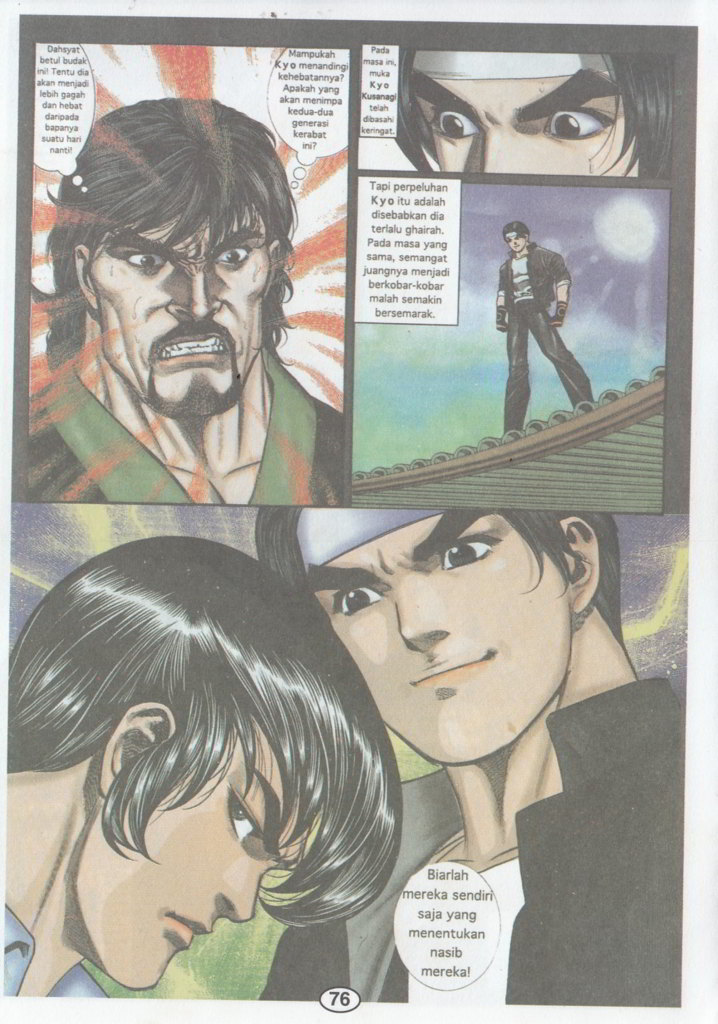 Dahsyat
betul budak
ini! Tentu dia
akan menjadi
lebih gagah
dan hebat
daripada
bapanya
suatu hari
nanti!
Mampukah
Kyo menandingi
kehebatannya?
Apakah yang
akan menimpa
kedua-dua
generasi
kerabat
ini?
Pada
masa ini,
muka
Kyo
Kusanagi
telah
dibasahi
keringat.
Tapi perpeluhan
Kyo itu adalah
disebabkan dia
terlalu ghairah.
Pada masa yang
sama, semangat
juangnya menjadi
berkobar-kobar
malah semakin
bersemarak.
Biarlah
mereka sendiri
saja yang
menentukan
nasib
mereka!
76